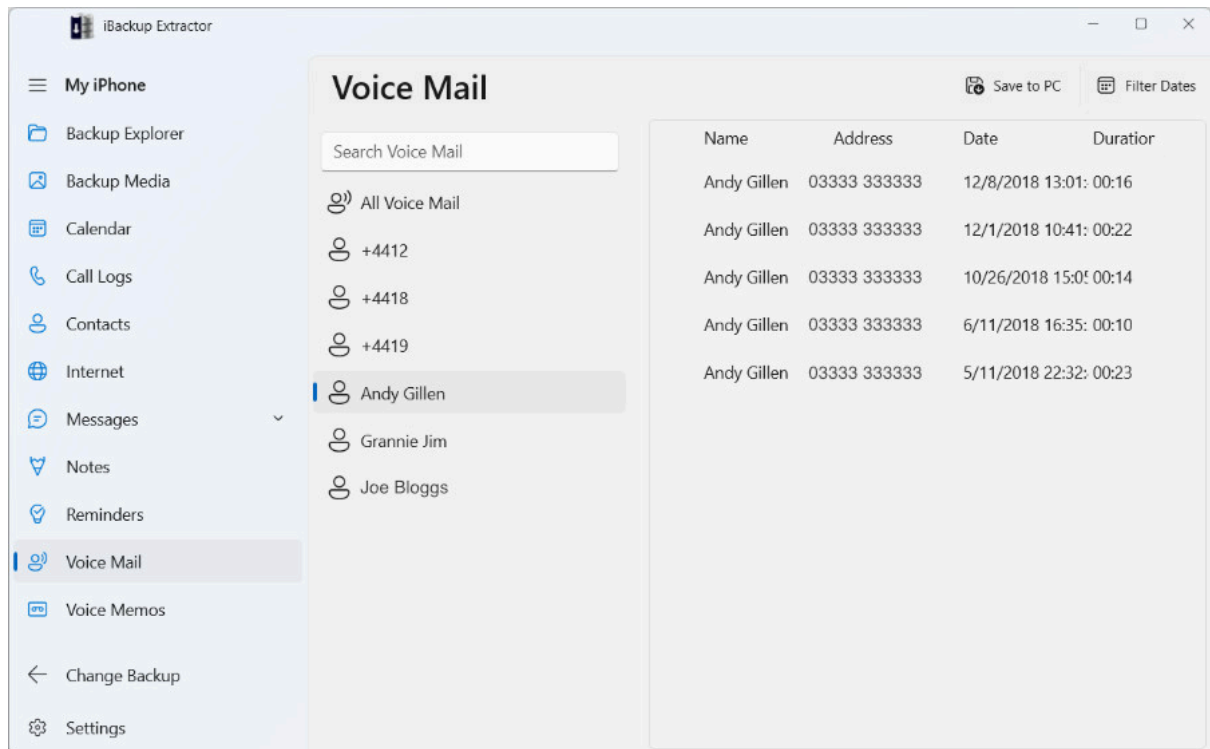 iBackup Extractor
My iPhone
Backup Explorer
Backup Media
Calendar
Call Logs
Contacts
Internet
Messages
Notes
Reminders
Voice Mail
Voice Memos
Change Backup
Settings
Voice Mail
Save to PC
Filter Dates
Search Voice Mail
All Voice Mail
+4412
+4418
+4419
Andy Gillen
Grannie Jim
Joe Bloggs
Name Address Date Duration
Andy Gillen 03333 333333 12/8/2018 13:01: 00:16
Andy Gillen 03333 333333 12/1/2018 10:41: 00:22
Andy Gillen 03333 333333 10/26/2018 15:05 00:14
Andy Gillen 03333 333333 6/11/2018 16:35: 00:10
Andy Gillen 03333 333333 5/11/2018 22:32: 00:23